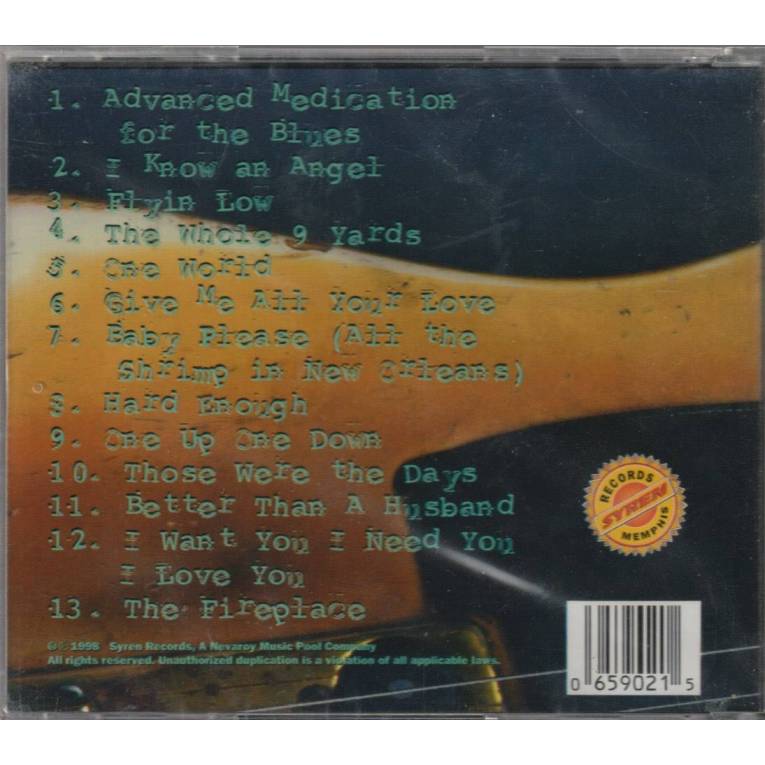 1. Advanced Medication
for the Blues
2. I Know an Angel
3. Flyin Low
4. The Whole 9 Yards
5. One World
6. Give Me All Your Love
7. Baby Please (All the
Shrimp in New Orleans)
8. Hard Enough
9. One Up One Down
10. Those Were the Days
11. Better Than A Husband
12. I Want You I Need You
I Love You
13. The Fireplace
RECORDS
SYREN
MEMPHIS
©℗ 1998 Syren Records, A Nevaroy Music Pool Company
All rights reserved. Unauthorized duplication is a violation of all applicable laws.
0 659021 5